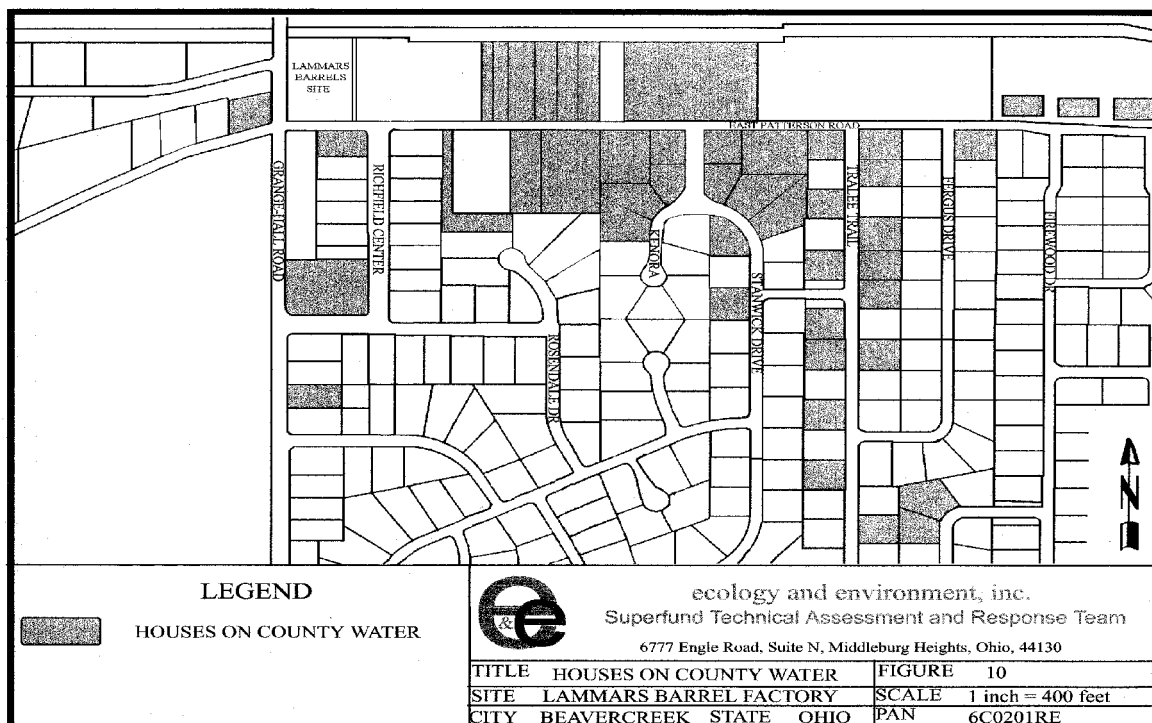 LAMMARS
BARRELS
SITE
EAST PATTERSON ROAD
GRANGE-HALL ROAD
RICHFIELD CENTER
KENORA
STANWICK DRIVE
TRALEE TRAIL
FERGUS DRIVE
FIREWOOD DR
ROSENDALE DR
N
LEGEND
HOUSES ON COUNTY WATER
e&e
ecology and environment, inc.
Superfund Technical Assessment and Response Team
6777 Engle Road, Suite N, Middleburg Heights, Ohio, 44130
TITLE HOUSES ON COUNTY WATER FIGURE 10
SITE LAMMARS BARREL FACTORY SCALE 1 inch = 400 feet
CITY BEAVERCREEK STATE OHIO PAN 6C0201RE